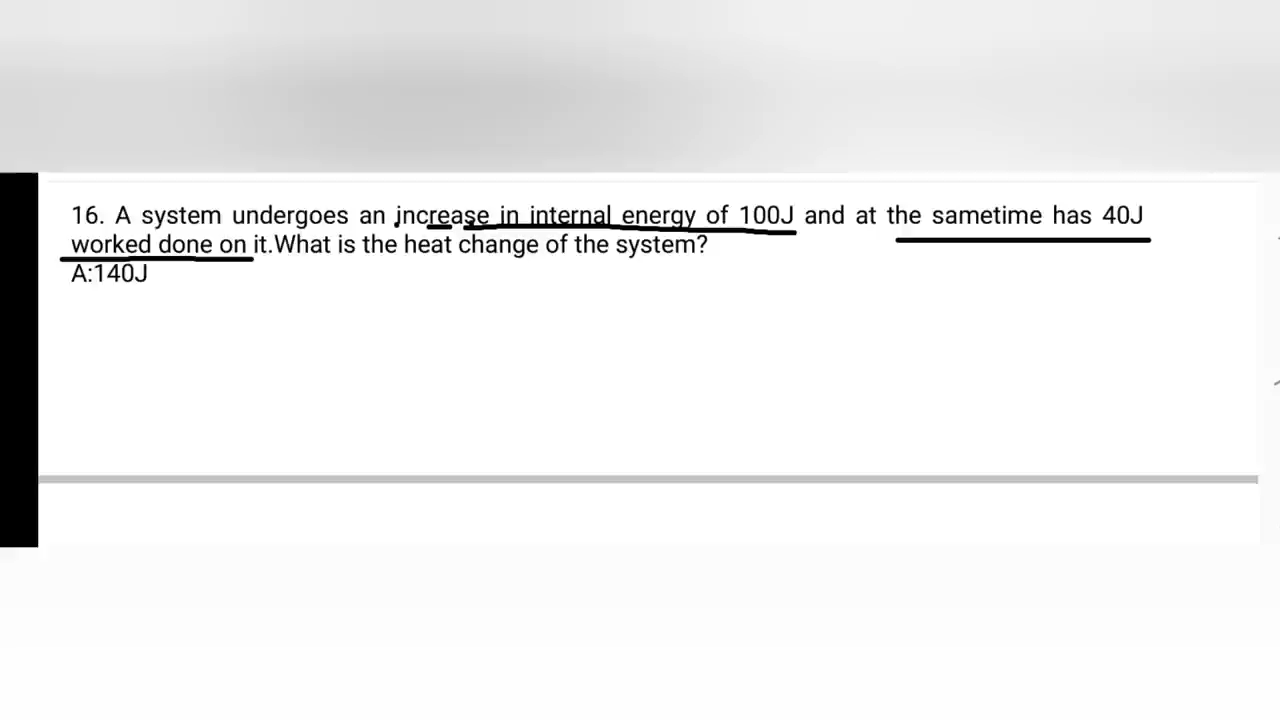 16. A system undergoes an increase in internal energy of 100J and at the sametime has 40J
worked done on it.What is the heat change of the system?
A:140J